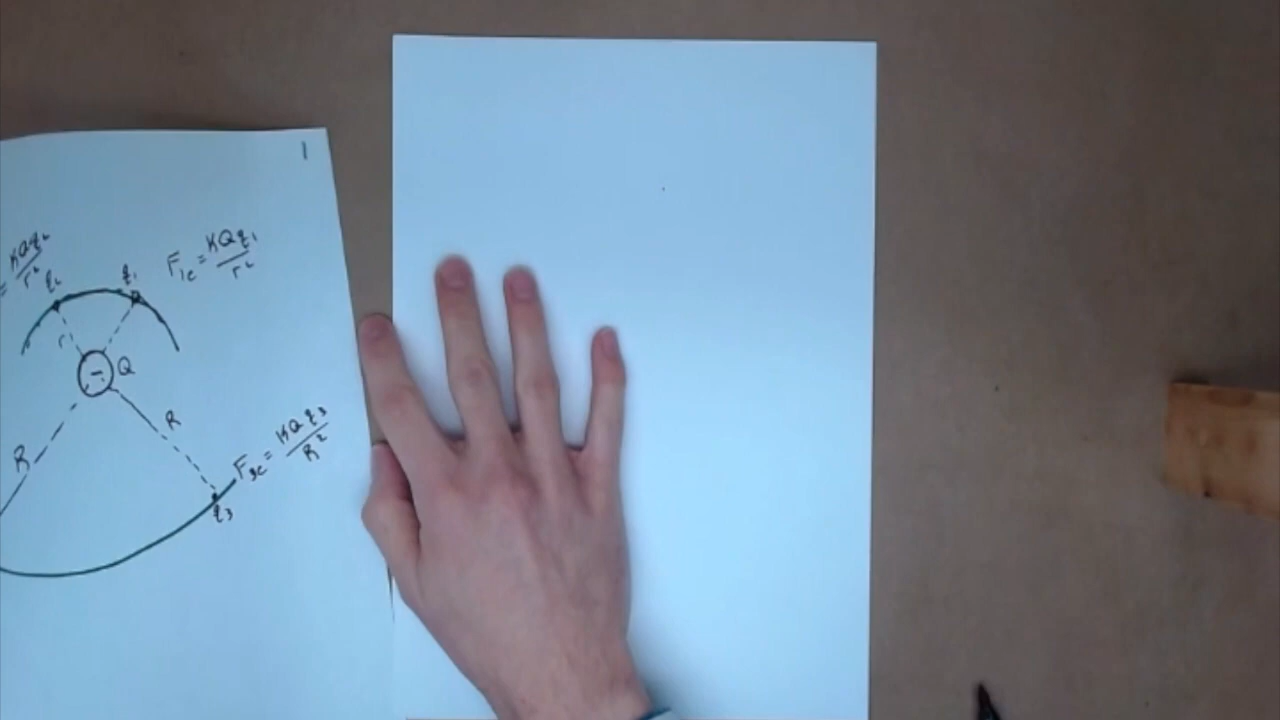 1
= KQq₂/r²
q₂
q₁
F₁c = KQq₁/r²
r
- Q
R
R
F₃c = KQq₃/R²
q₃